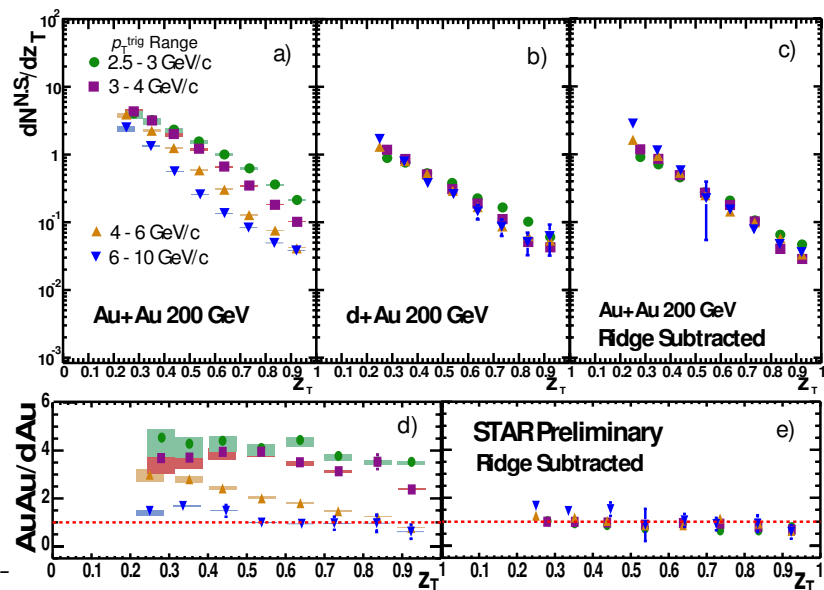 dN^N.S/dz_T
10^2
10
1
10^-1
10^-2
10^-3
a)
p_T^trig Range
2.5 - 3 GeV/c
3 - 4 GeV/c
4 - 6 GeV/c
6 - 10 GeV/c
Au+Au 200 GeV
0 0.1 0.2 0.3 0.4 0.5 0.6 0.7 0.8 0.9
z_T
b)
d+Au 200 GeV
0.1 0.2 0.3 0.4 0.5 0.6 0.7 0.8 0.9
z_T
c)
Au+Au 200 GeV
Ridge Subtracted
0.1 0.2 0.3 0.4 0.5 0.6 0.7 0.8 0.9 1
z_T
AuAu/dAu
6
4
2
0
d)
0 0.1 0.2 0.3 0.4 0.5 0.6 0.7 0.8 0.9 1
z_T
STAR Preliminary
Ridge Subtracted
e)
0.1 0.2 0.3 0.4 0.5 0.6 0.7 0.8 0.9 1
z_T